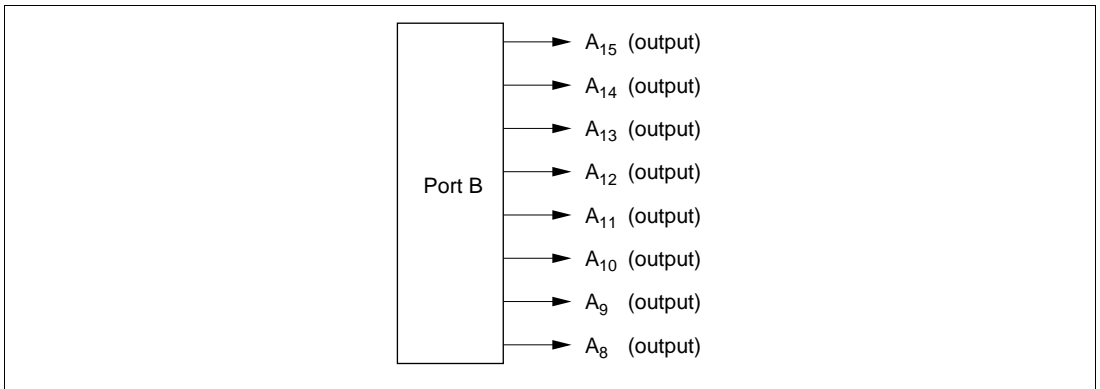 A15 (output)
A14 (output)
A13 (output)
A12 (output)
Port B
A11 (output)
A10 (output)
A9 (output)
A8 (output)